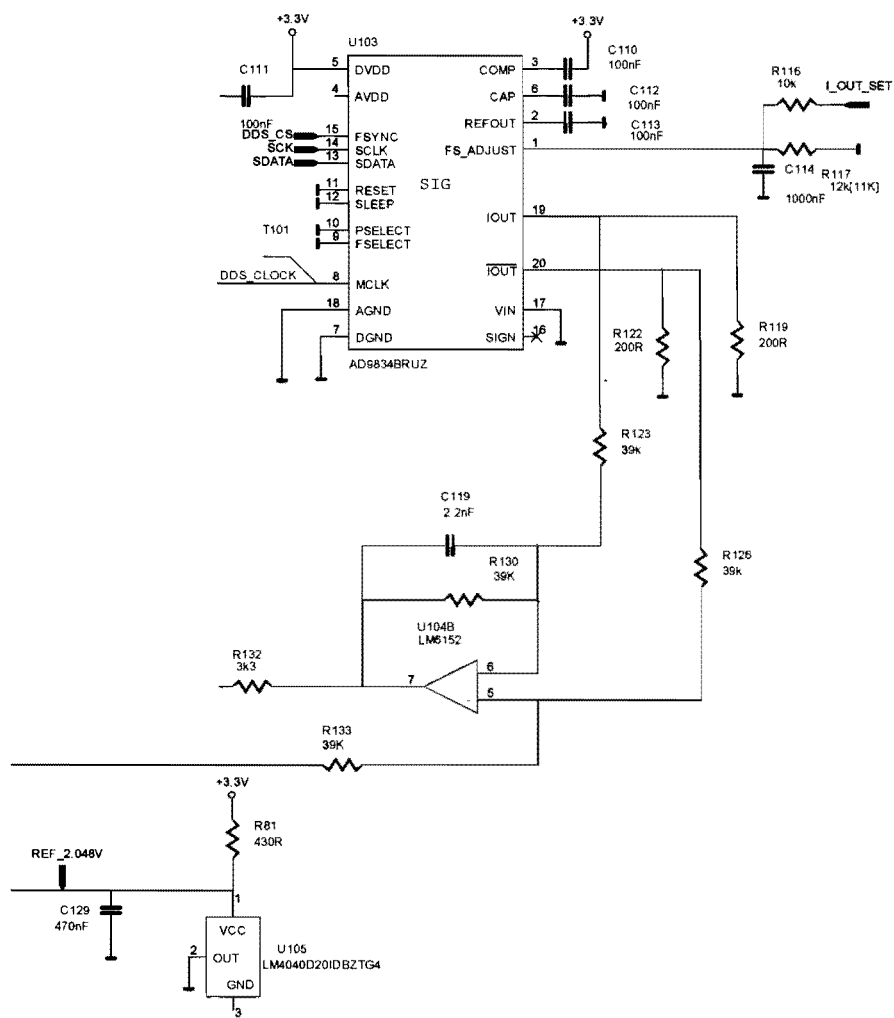 +3.3V
U103
+3.3V
C111
100nF
5 DVDD
4 AVDD
DDS_CS 15 FSYNC
SCK 14 SCLK
SDATA 13 SDATA
11 RESET
12 SLEEP
10 PSELECT
9 FSELECT
T101
DDS_CLOCK 8 MCLK
18 AGND
7 DGND
SIG
COMP 3
CAP 6
REFOUT 2
FS_ADJUST 1
IOUT 19
IOUT 20
VIN 17
SIGN 16
AD9834BRUZ
C110
100nF
C112
100nF
C113
100nF
R116
10k
I_OUT_SET
C114
1000nF
R117
12k[11K]
R122
200R
R119
200R
R123
39k
C119
2.2nF
R130
39K
R126
39k
U104B
LM6152
R132
3k3
7
6
5
R133
39K
+3.3V
R81
430R
REF_2.048V
C129
470nF
1
VCC
2 OUT
GND
3
U105
LM4040D20IDBZTG4